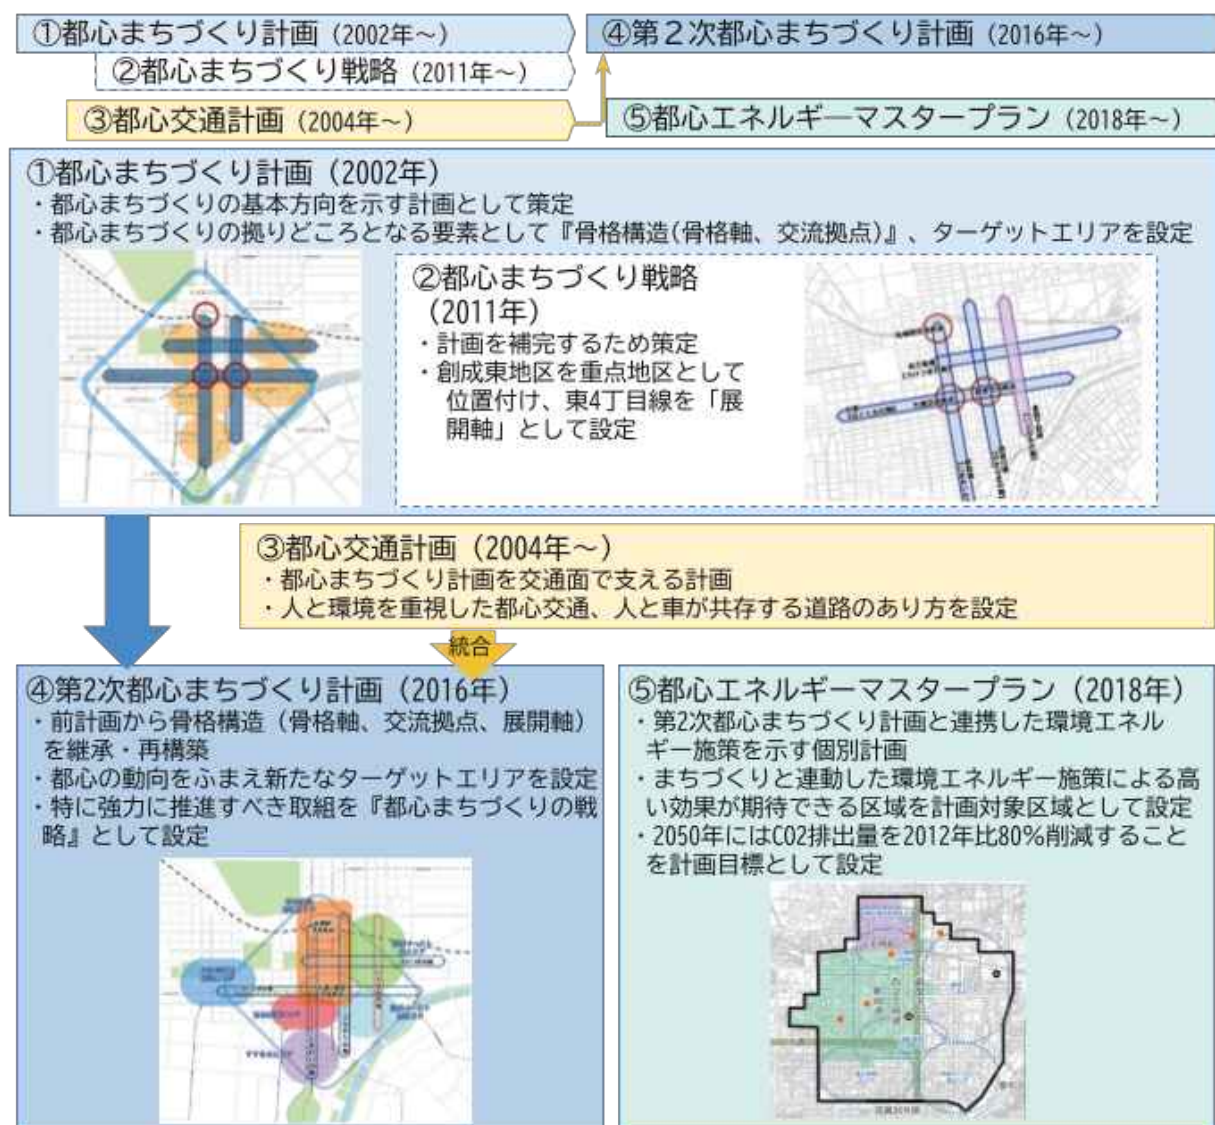 ①都心まちづくり計画（2002年～）
④第２次都心まちづくり計画（2016年～）
②都心まちづくり戦略（2011年～）
③都心交通計画（2004年～）
⑤都心エネルギ―マスタープラン（2018年～）
①都心まちづくり計画（2002年）
・都心まちづくりの基本方向を示す計画として策定
・都心まちづくりの拠りどころとなる要素として『骨格構造(骨格軸、交流拠点)』、ターゲットエリアを設定
②都心まちづくり戦略
（2011年）
・計画を補完するため策定
・創成東地区を重点地区として
位置付け、東4丁目線を「展
開軸」として設定
③都心交通計画（2004年～）
・都心まちづくり計画を交通面で支える計画
・人と環境を重視した都心交通、人と車が共存する道路のあり方を設定
統合
④第2次都心まちづくり計画（2016年）
・前計画から骨格構造（骨格軸、交流拠点、展開軸）
を継承・再構築
・都心の動向をふまえ新たなターゲットエリアを設定
・特に強力に推進すべき取組を『都心まちづくりの戦
略』として設定
⑤都心エネルギーマスタープラン（2018年）
・第2次都心まちづくり計画と連携した環境エネル
ギー施策を示す個別計画
・まちづくりと連動した環境エネルギー施策による高
い効果が期待できる区域を計画対象区域として設定
・2050年にはCO2排出量を2012年比80%削減すること
を計画目標として設定